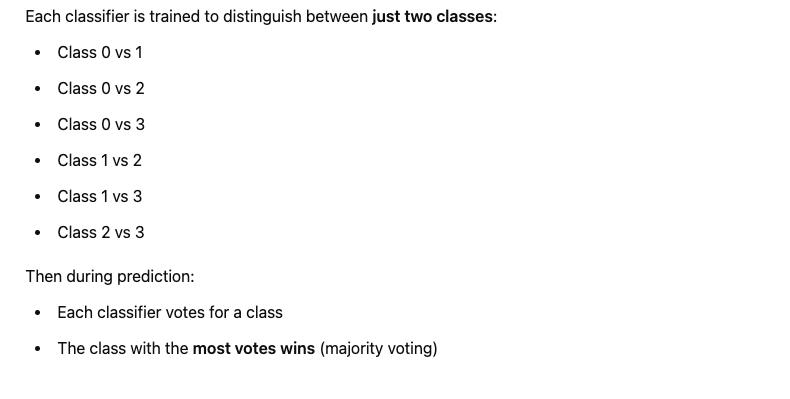 Each classifier is trained to distinguish between just two classes:
• Class 0 vs 1
• Class 0 vs 2
• Class 0 vs 3
• Class 1 vs 2
• Class 1 vs 3
• Class 2 vs 3
Then during prediction:
• Each classifier votes for a class
• The class with the most votes wins (majority voting)